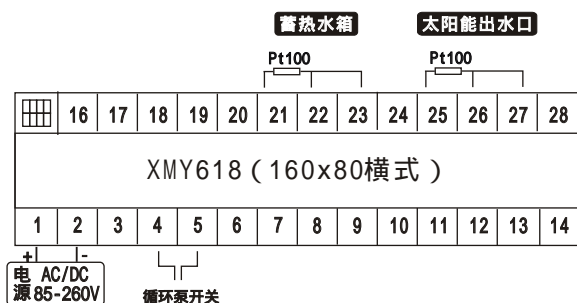 蓄热水箱 太阳能出水口
Pt100 Pt100
16 17 18 19 20 21 22 23 24 25 26 27 28
XMY618（160x80横式）
1 2 3 4 5 6 7 8 9 10 11 12 13 14
+ -
电 AC/DC
源 85-260V
循环泵开关